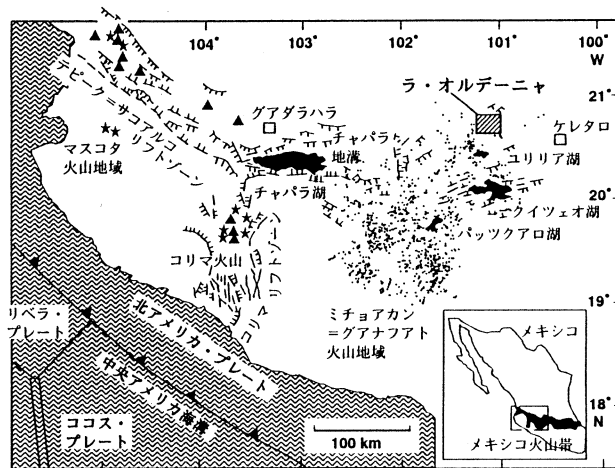 104°
103°
102°
101°
100°
W
21°
ラ・オルデーニャ
グアダラハラ
ケレタロ
テピーク＝サコアルコ
リフトゾーン
チャパラ
地溝
マスコタ
火山地域
ユリリア湖
チャパラ湖
20°
クイツェオ湖
パッツクアロ湖
コリマ火山
コリマ
リフトゾーン
19°
リベラ・
プレート
北アメリカ・プレート
中央アメリカ海溝
ミチョアカン
＝グアナフアト
火山地域
メキシコ
18°
N
ココス・
プレート
100 km
メキシコ火山帯